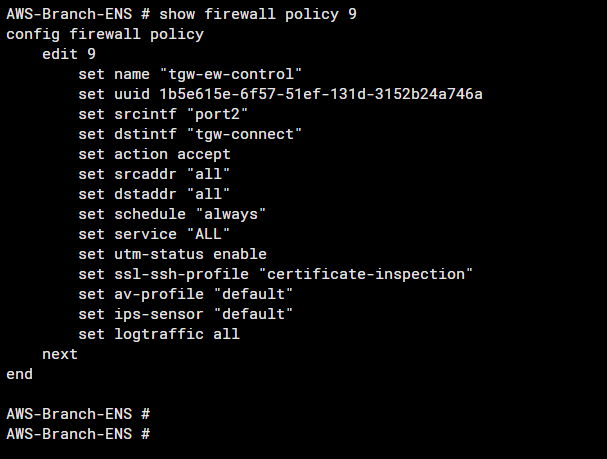 AWS-Branch-ENS # show firewall policy 9
config firewall policy
    edit 9
        set name "tgw-ew-control"
        set uuid 1b5e615e-6f57-51ef-131d-3152b24a746a
        set srcintf "port2"
        set dstintf "tgw-connect"
        set action accept
        set srcaddr "all"
        set dstaddr "all"
        set schedule "always"
        set service "ALL"
        set utm-status enable
        set ssl-ssh-profile "certificate-inspection"
        set av-profile "default"
        set ips-sensor "default"
        set logtraffic all
    next
end
AWS-Branch-ENS #
AWS-Branch-ENS #